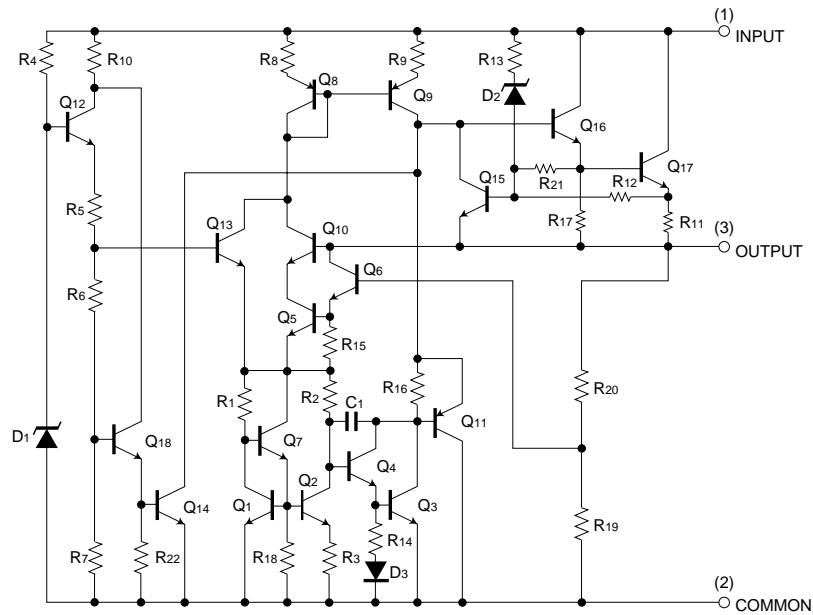 (1)
INPUT
R4
R10
R8
R9
R13
Q8
D2
Q12
Q9
Q16
Q15
Q17
R21
R12
R5
Q13
Q10
R17
R11
(3)
OUTPUT
Q6
R6
Q5
R15
R20
R1
R2
C1
R16
Q11
D1
Q18
Q7
Q4
Q14
Q1
Q2
Q3
R19
R7
R22
R18
R3
R14
D3
(2)
COMMON